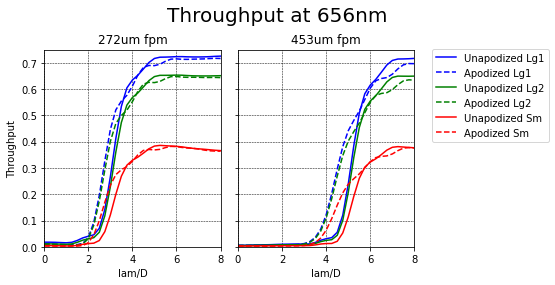 Throughput at 656nm
272um fpm
453um fpm
Throughput
0.7
0.6
0.5
0.4
0.3
0.2
0.1
0.0
0 2 4 6 8
0 2 4 6 8
lam/D
lam/D
Unapodized Lg1
Apodized Lg1
Unapodized Lg2
Apodized Lg2
Unapodized Sm
Apodized Sm